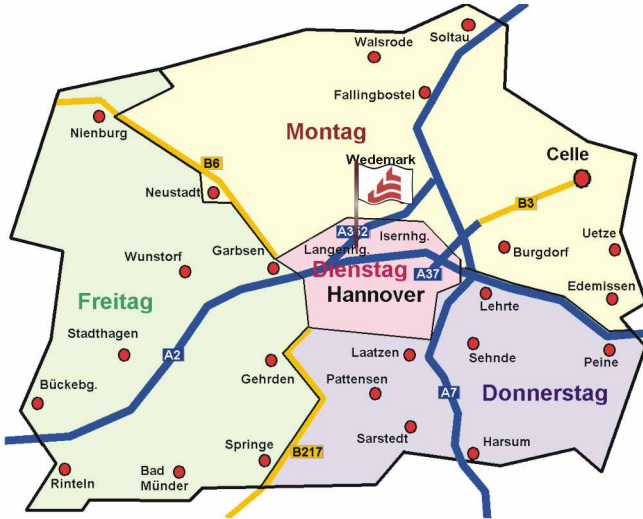 Soltau
Walsrode
Fallingbostel
Nienburg
Montag
B6
Wedemark
Celle
Neustadt
B3
A352
Isernhg.
Langenhg.
Garbsen
Burgdorf
Uetze
Wunstorf
Dienstag
A37
Freitag
Hannover
Edemissen
Lehrte
Stadthagen
A2
Laatzen
Sehnde
Peine
Gehrden
Bückebg.
Pattensen
A7
Donnerstag
Sarstedt
Springe
B217
Harsum
Rinteln
Bad
Münder